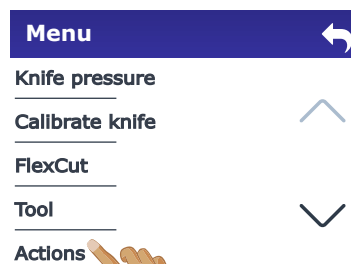 Menu
Knife pressure
Calibrate knife
FlexCut
Tool
Actions